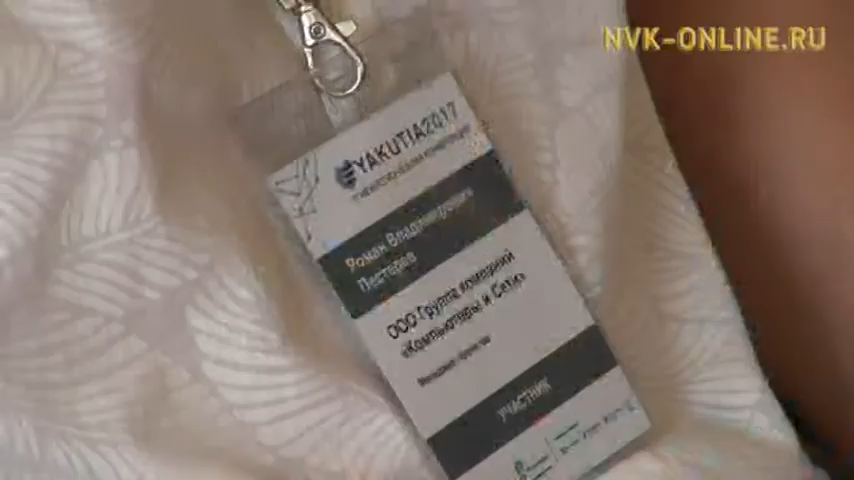 NVK-ONLINE.RU
YAKUTIA2017
Роман Владимирович
Пестерев
ООО Группа компаний
«Компьютеры и Сети»
УЧАСТНИК